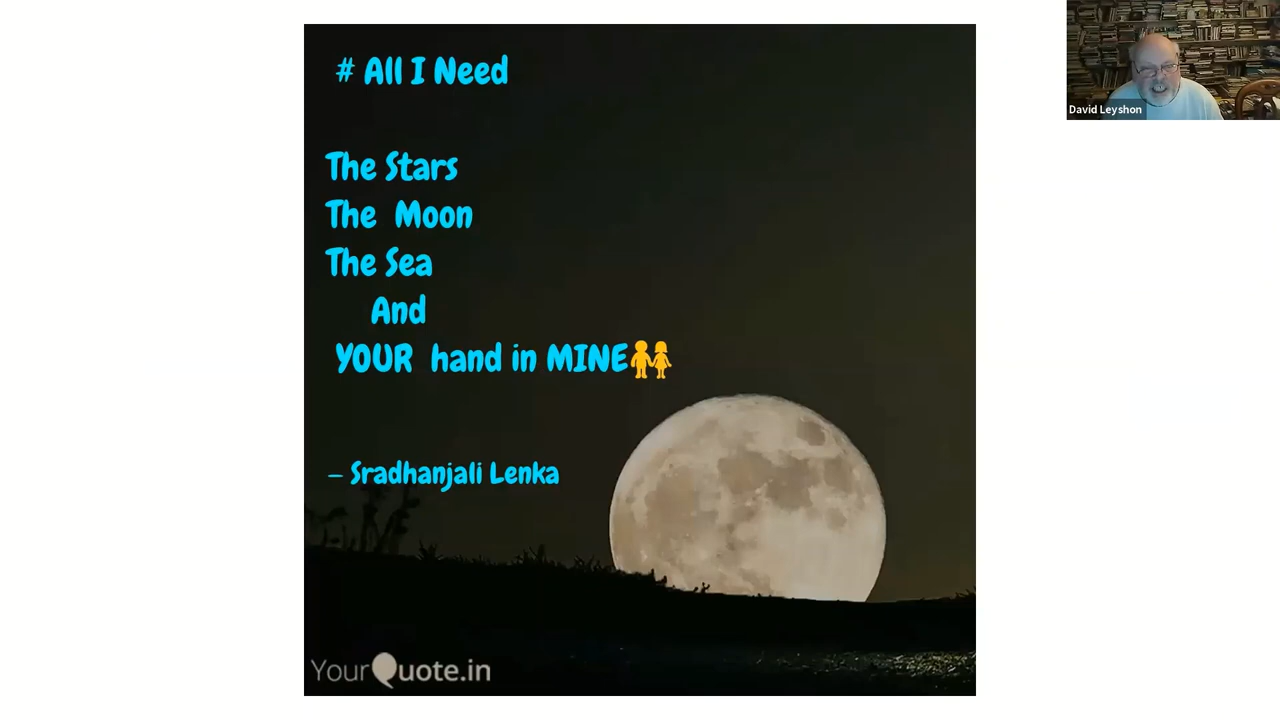 # All I Need
The Stars
The Moon
The Sea
And
YOUR hand in MINE
– Sradhanjali Lenka
YourQuote.in
David Leyshon